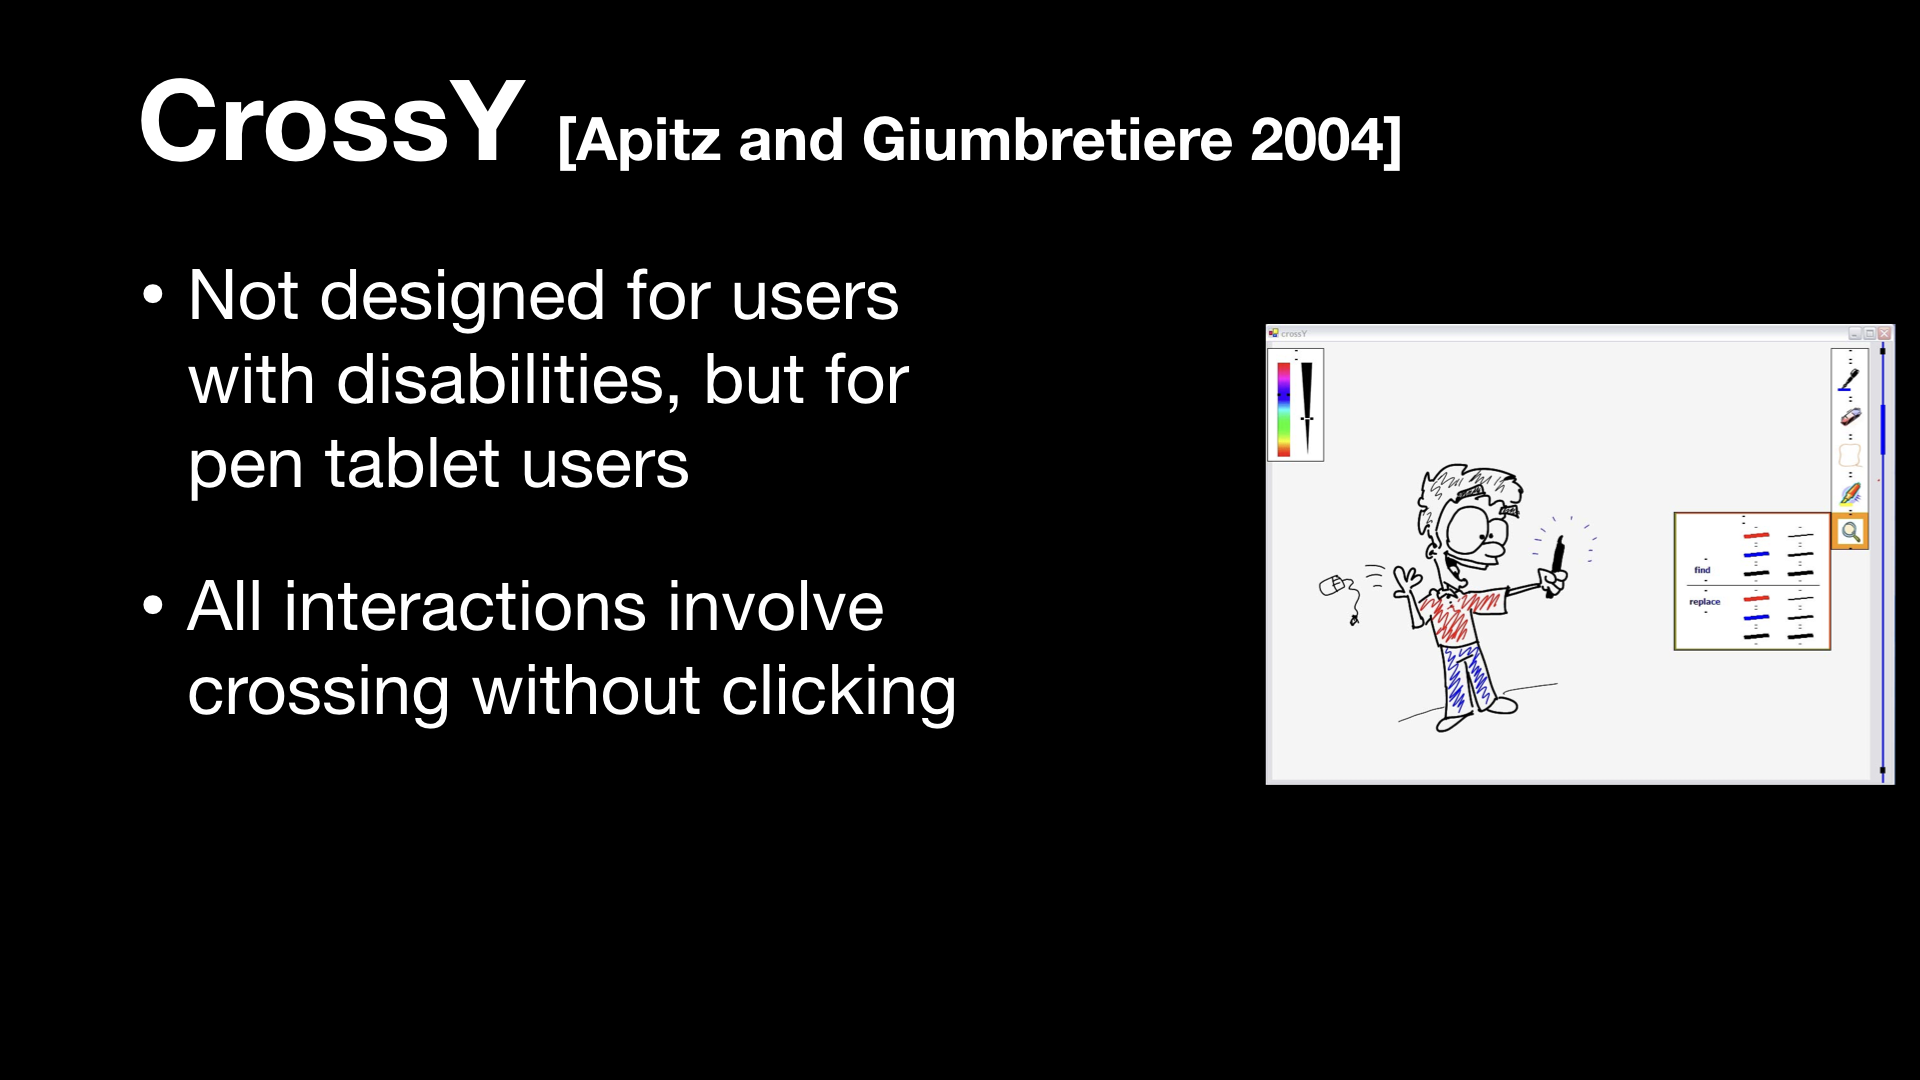 CrossY [Apitz and Giumbretiere 2004]
• Not designed for users
with disabilities, but for
pen tablet users
• All interactions involve
crossing without clicking
crossY
find
replace